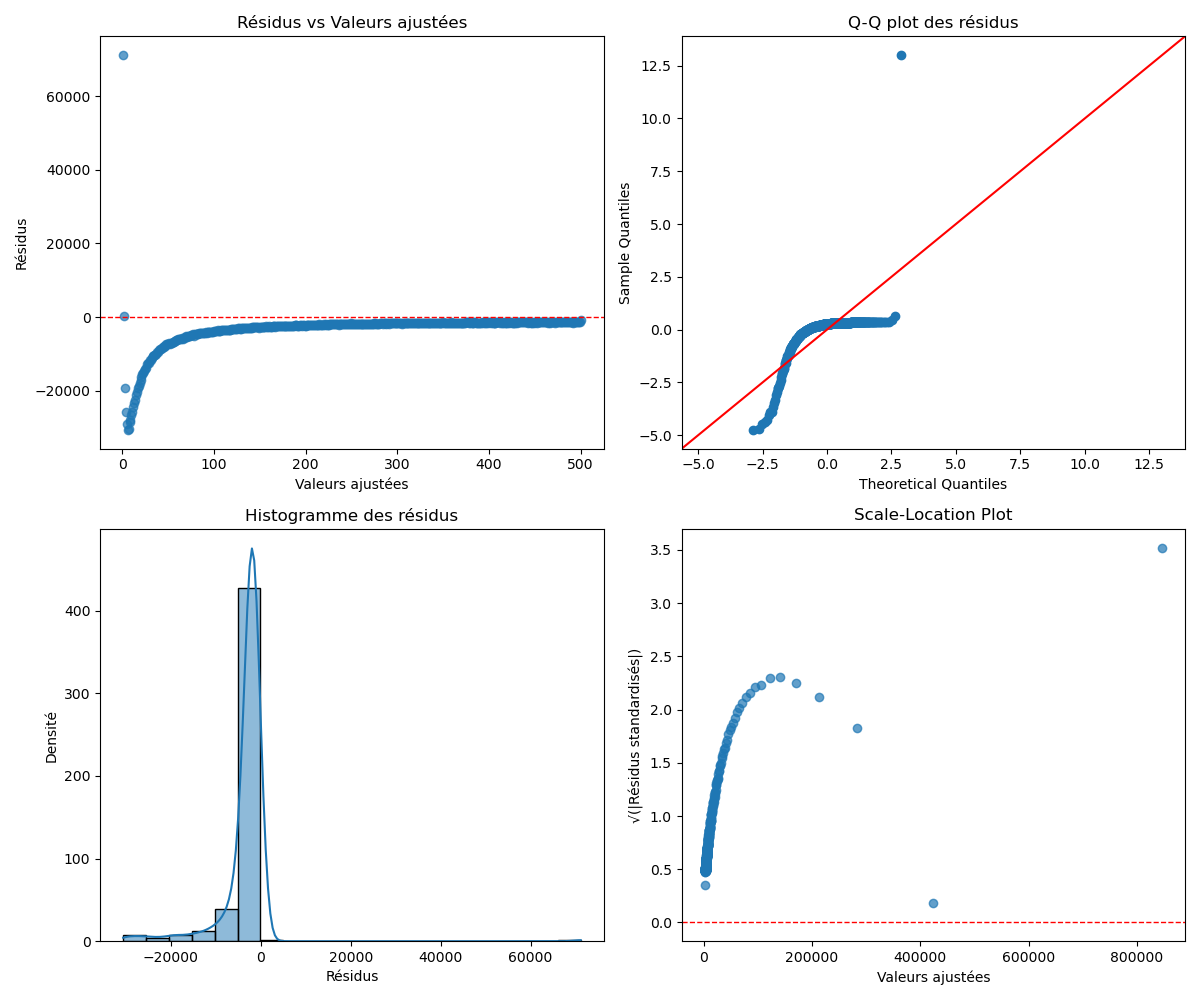 Résidus vs Valeurs ajustées
60000
40000
20000
0
−20000
Résidus
0 100 200 300 400 500
Valeurs ajustées
Q-Q plot des résidus
12.5
10.0
7.5
5.0
2.5
0.0
−2.5
−5.0
Sample Quantiles
−5.0 −2.5 0.0 2.5 5.0 7.5 10.0 12.5
Theoretical Quantiles
Histogramme des résidus
400
300
200
100
0
Densité
−20000 0 20000 40000 60000
Résidus
Scale-Location Plot
3.5
3.0
2.5
2.0
1.5
1.0
0.5
0.0
√(|Résidus standardisés|)
0 200000 400000 600000 800000
Valeurs ajustées